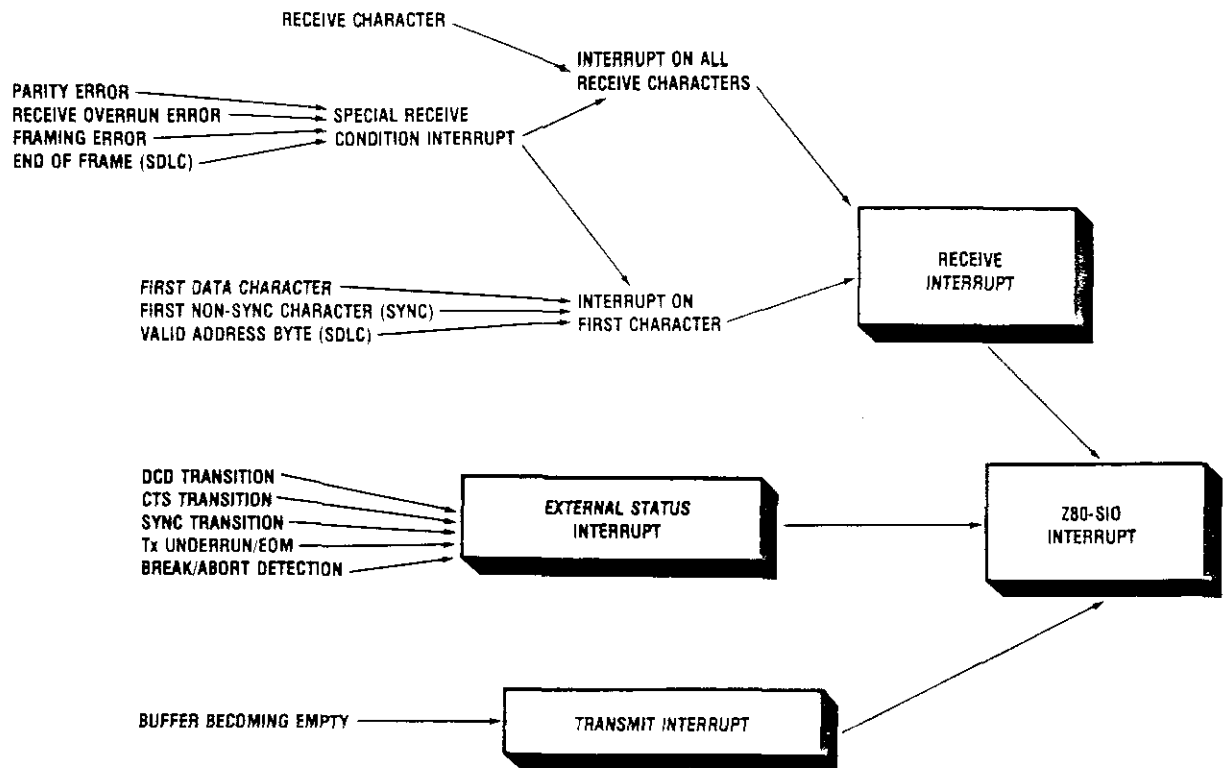 RECEIVE CHARACTER
INTERRUPT ON ALL
RECEIVE CHARACTERS
PARITY ERROR
RECEIVE OVERRUN ERROR
FRAMING ERROR
END OF FRAME (SDLC)
SPECIAL RECEIVE
CONDITION INTERRUPT
RECEIVE
INTERRUPT
FIRST DATA CHARACTER
FIRST NON-SYNC CHARACTER (SYNC)
VALID ADDRESS BYTE (SDLC)
INTERRUPT ON
FIRST CHARACTER
DCD TRANSITION
CTS TRANSITION
SYNC TRANSITION
Tx UNDERRUN/EOM
BREAK/ABORT DETECTION
EXTERNAL STATUS
INTERRUPT
Z80-SIO
INTERRUPT
BUFFER BECOMING EMPTY
TRANSMIT INTERRUPT